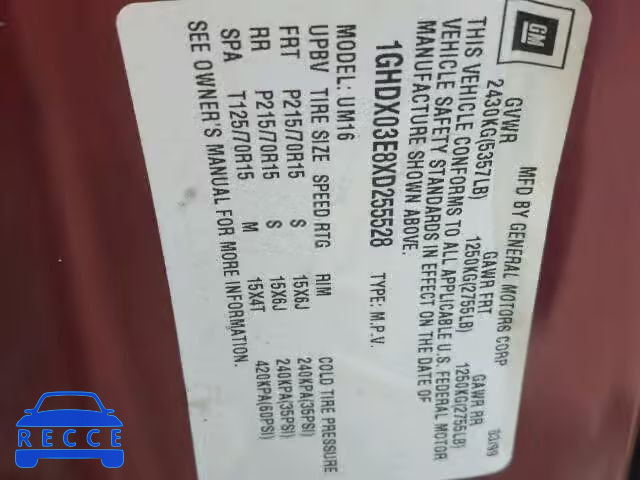 GM
MFD BY GENERAL MOTORS CORP 03/99
GVWR GAWR FRT GAWR RR
2430KG(5357LB) 1250KG(2755LB) 1250KG(2755LB)
THIS VEHICLE CONFORMS TO ALL APPLICABLE U.S. FEDERAL MOTOR
VEHICLE SAFETY STANDARDS IN EFFECT ON THE DATE OF
MANUFACTURE SHOWN ABOVE.
1GHDX03E8XD255528 TYPE: M.P.V.
MODEL: UM16
UPBV TIRE SIZE SPEED RTG RIM COLD TIRE PRESSURE
FRT P215/70R15 S 15X6J 240KPA(35PSI)
RR P215/70R15 S 15X6J 240KPA(35PSI)
SPA T125/70R15 M 15X4T 420KPA(60PSI)
SEE OWNER'S MANUAL FOR MORE INFORMATION.
RECCE